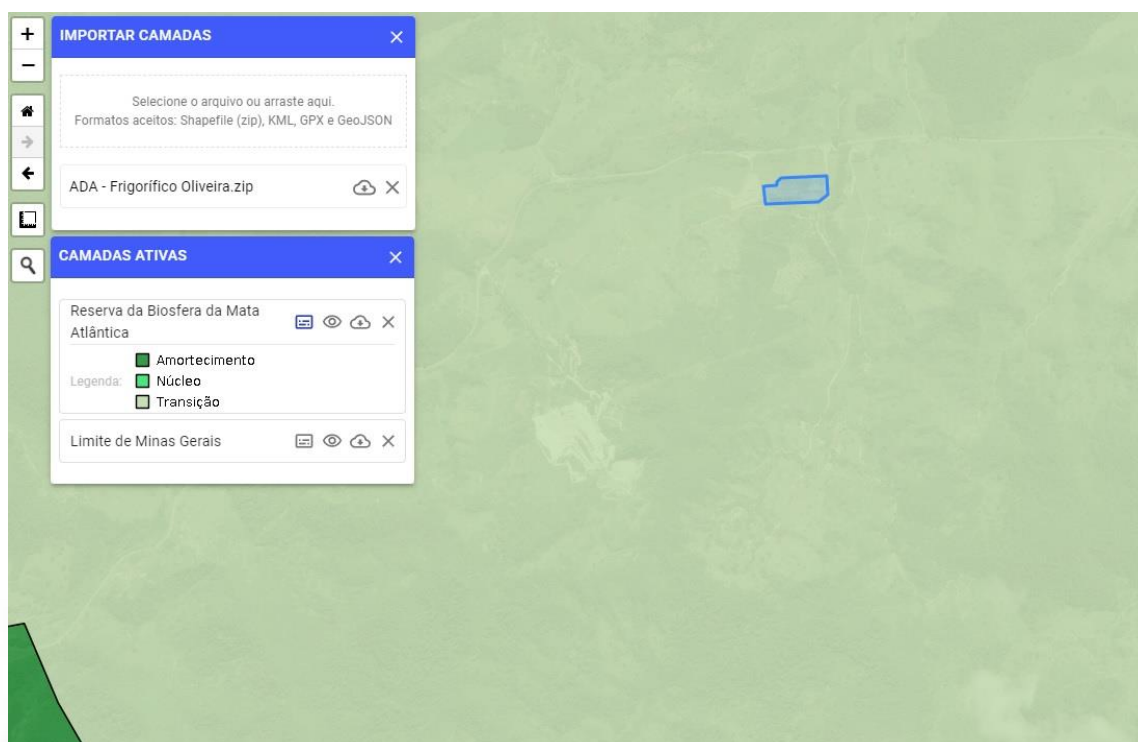 IMPORTAR CAMADAS
Selecione o arquivo ou arraste aqui.
Formatos aceitos: Shapefile (zip), KML, GPX e GeoJSON
ADA - Frigorífico Oliveira.zip
CAMADAS ATIVAS
Reserva da Biosfera da Mata
Atlântica
Legenda:
Amortecimento
Núcleo
Transição
Limite de Minas Gerais